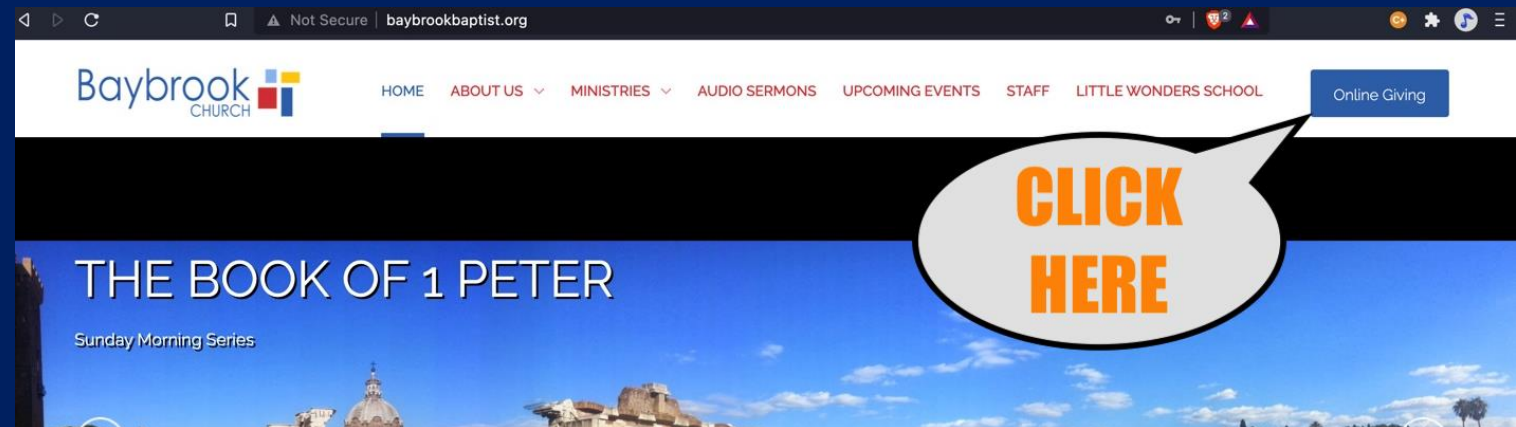 Not Secure | baybrookbaptist.org
2
Baybrook
CHURCH
HOME ABOUT US MINISTRIES AUDIO SERMONS UPCOMING EVENTS STAFF LITTLE WONDERS SCHOOL Online Giving
CLICK
HERE
THE BOOK OF 1 PETER
Sunday Morning Series